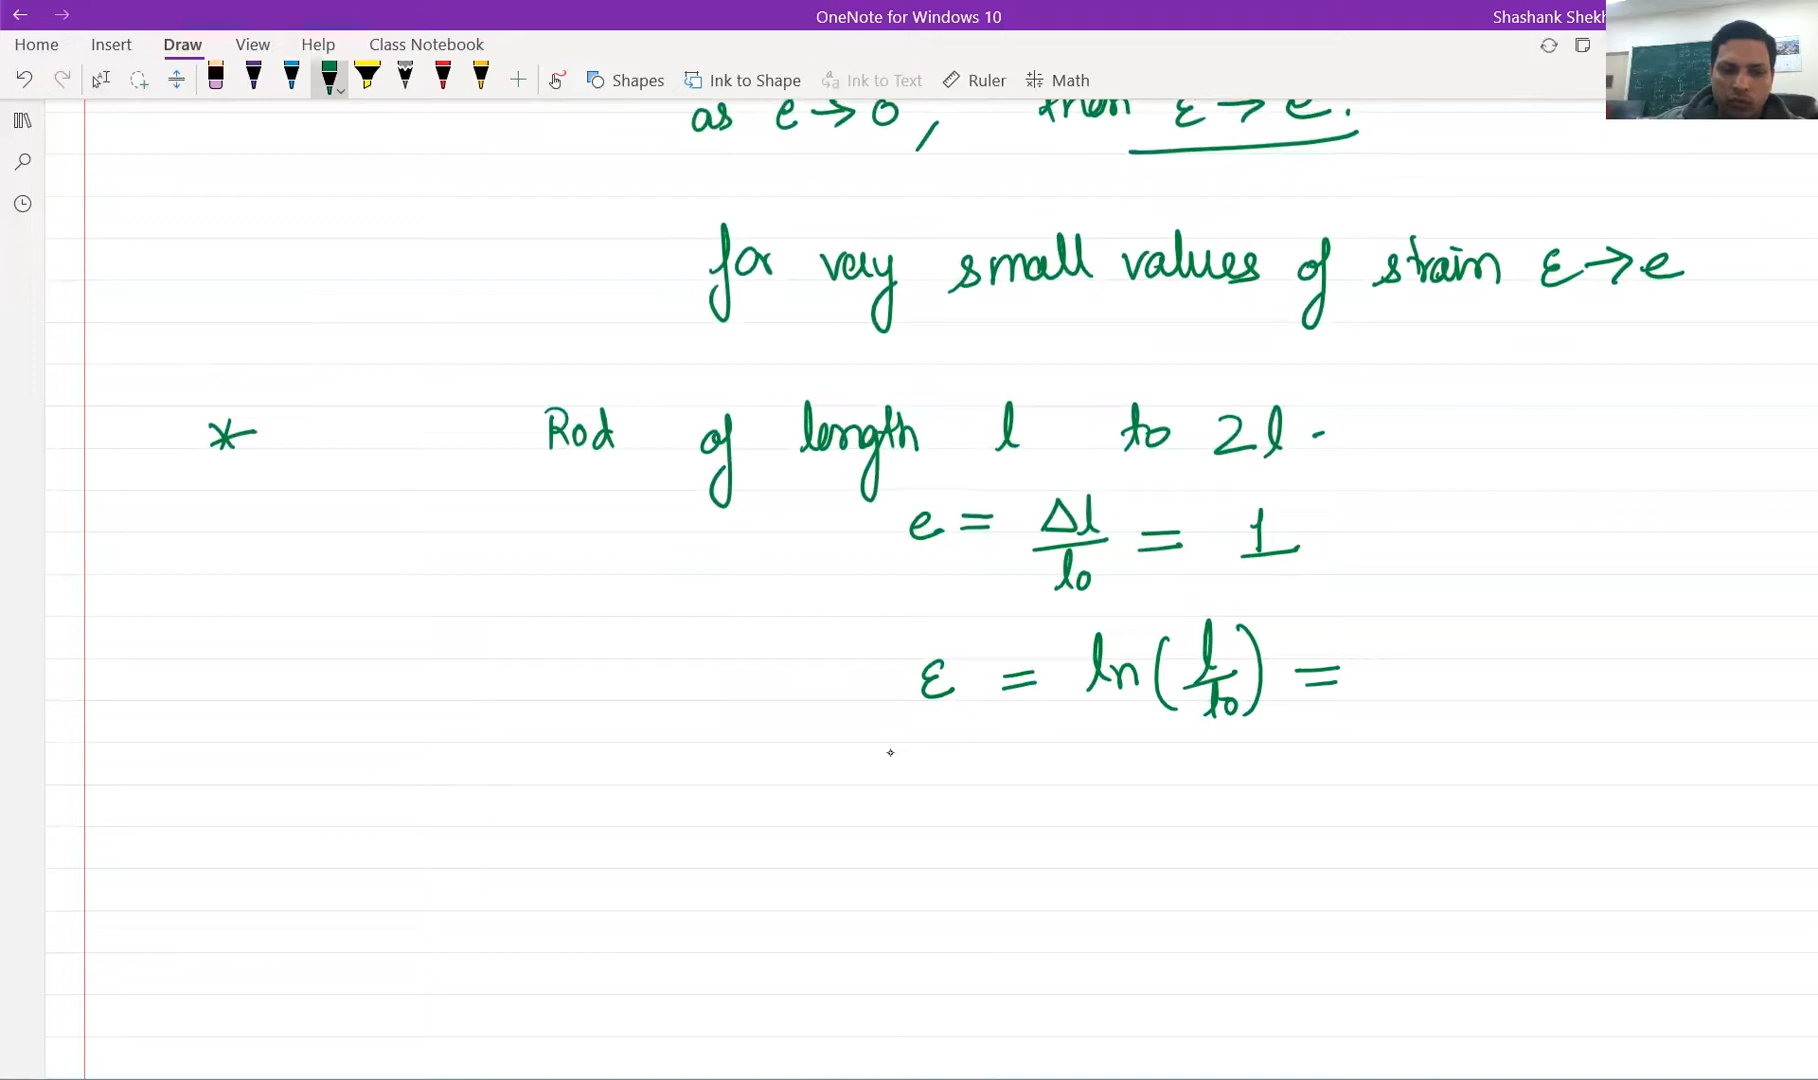 OneNote for Windows 10
Shashank Shekh
Home Insert Draw View Help Class Notebook
Shapes Ink to Shape Ink to Text Ruler Math
as e → 0, then ε → e.
for very small values of strain ε → e
* Rod of length l to 2l .
e = Δl/l0 = 1
ε = ln(l/l0) =